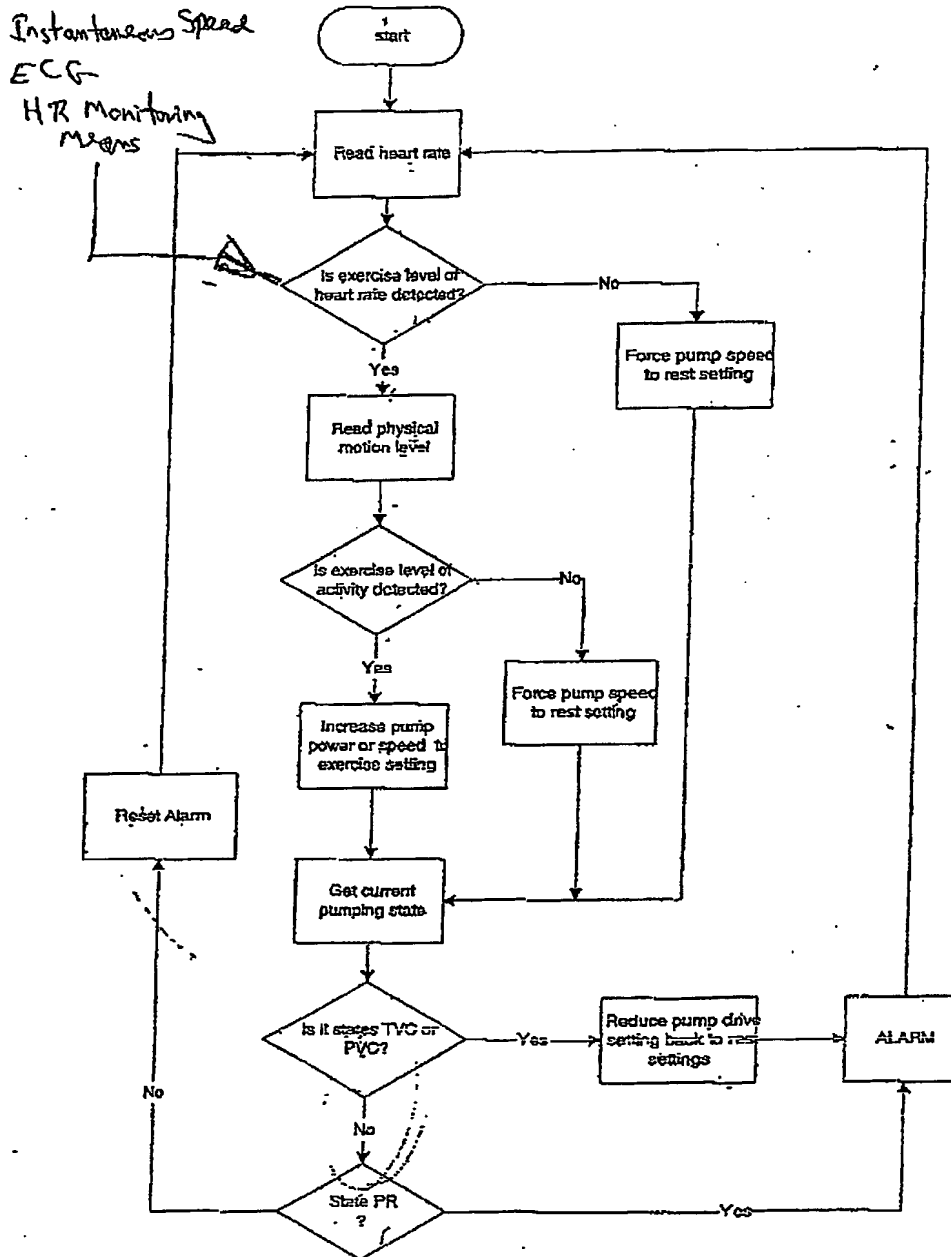 Instantaneous Speed
ECG
HR Monitoring
Means
start
Read heart rate
Is exercise level of
heart rate detected?
No
Force pump speed
to rest setting
Yes
Read physical
motion level
Is exercise level of
activity detected?
No
Force pump speed
to rest setting
Yes
Increase pump
power or speed to
exercise setting
Reset Alarm
Get current
pumping state
Is it states TVC or
PVC?
Yes
Reduce pump drive
setting back to rest
settings
ALARM
No
No
State PR
?
Yes